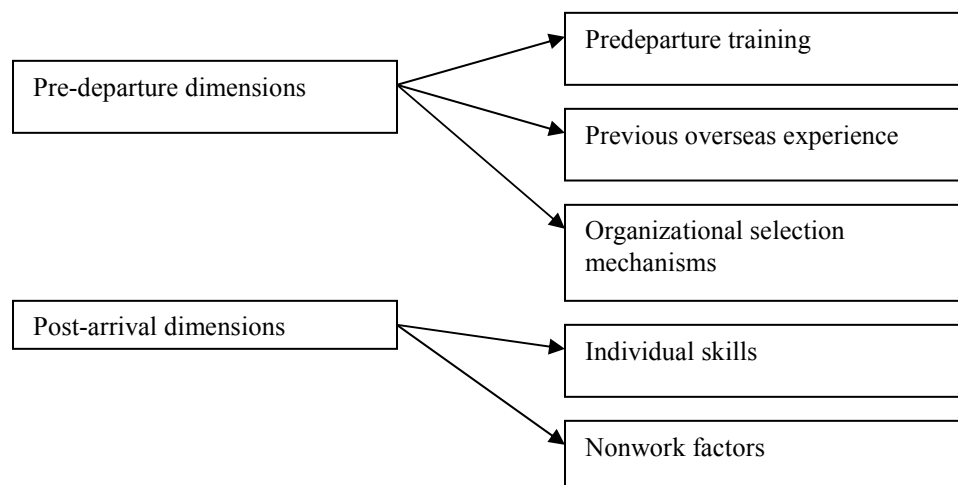 Pre-departure dimensions
Predeparture training
Previous overseas experience
Organizational selection
mechanisms
Post-arrival dimensions
Individual skills
Nonwork factors